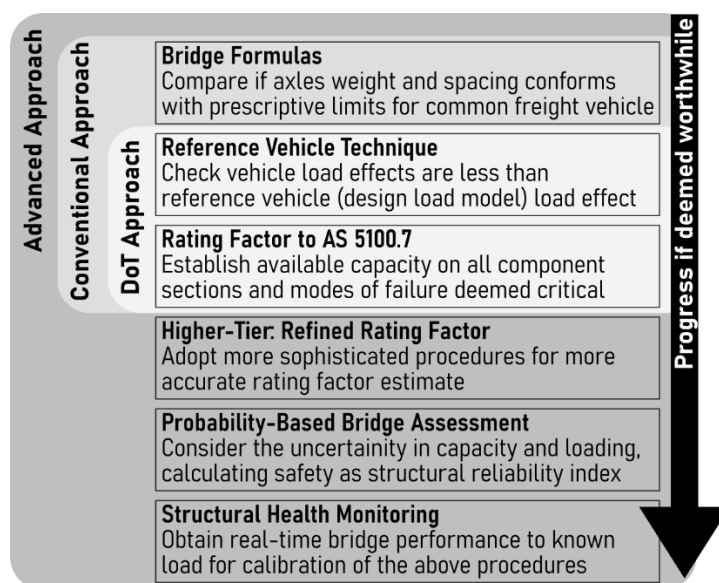 Advanced Approach
Conventional Approach
DoT Approach
Bridge Formulas
Compare if axles weight and spacing conforms
with prescriptive limits for common freight vehicle
Reference Vehicle Technique
Check vehicle load effects are less than
reference vehicle (design load model) load effect
Rating Factor to AS 5100.7
Establish available capacity on all component
sections and modes of failure deemed critical
Higher-Tier: Refined Rating Factor
Adopt more sophisticated procedures for more
accurate rating factor estimate
Probability-Based Bridge Assessment
Consider the uncertainity in capacity and loading,
calculating safety as structural reliability index
Structural Health Monitoring
Obtain real-time bridge performance to known
load for calibration of the above procedures
Progress if deemed worthwhile